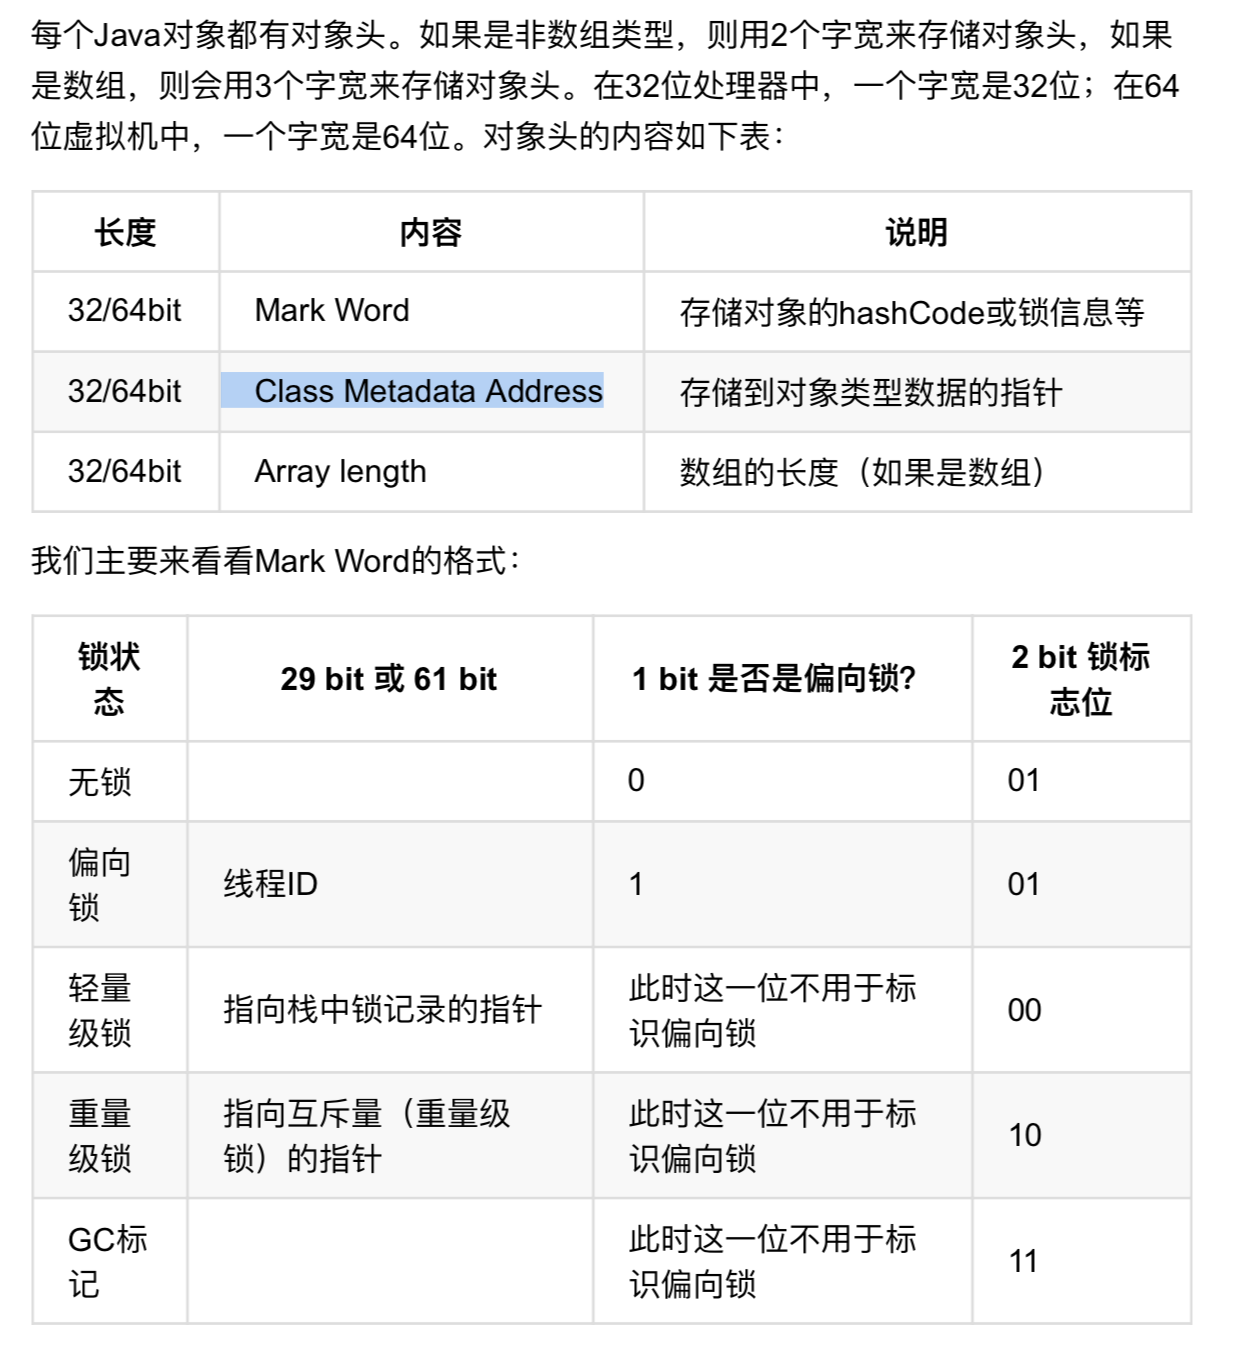 每个Java对象都有对象头。如果是非数组类型，则用2个字宽来存储对象头，如果
是数组，则会用3个字宽来存储对象头。在32位处理器中，一个字宽是32位；在64
位虚拟机中，一个字宽是64位。对象头的内容如下表：
长度 内容 说明
32/64bit Mark Word 存储对象的hashCode或锁信息等
32/64bit Class Metadata Address 存储到对象类型数据的指针
32/64bit Array length 数组的长度（如果是数组）
我们主要来看看Mark Word的格式：
锁状
态
29 bit 或 61 bit
1 bit 是否是偏向锁？
2 bit 锁标
志位
无锁 0 01
偏向
锁
线程ID
1
01
轻量
级锁
指向栈中锁记录的指针
此时这一位不用于标
识偏向锁
00
重量
级锁
指向互斥量（重量级
锁）的指针
此时这一位不用于标
识偏向锁
10
GC标
记
此时这一位不用于标
识偏向锁
11